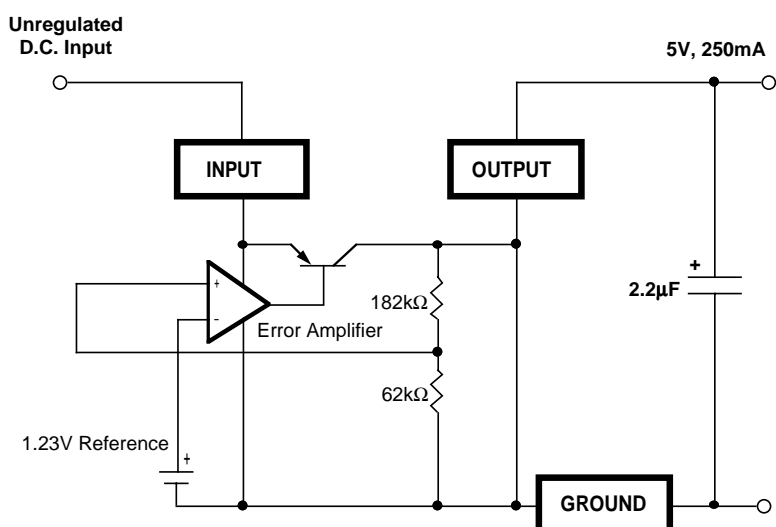 Unregulated
D.C. Input
5V, 250mA
INPUT
OUTPUT
+
2.2µF
+
182kΩ
–
Error Amplifier
62kΩ
1.23V Reference
+
GROUND